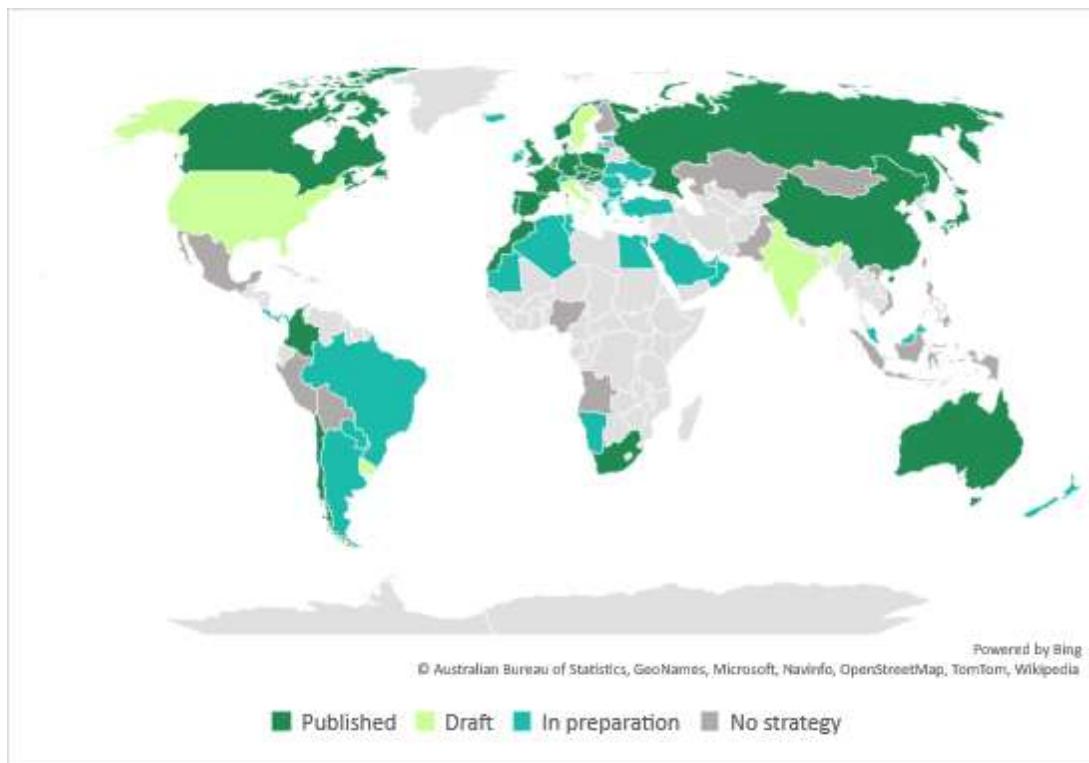 Powered by Bing
© Australian Bureau of Statistics, GeoNames, Microsoft, Navinfo, OpenStreetMap, TomTom, Wikipedia
Published Draft In preparation No strategy